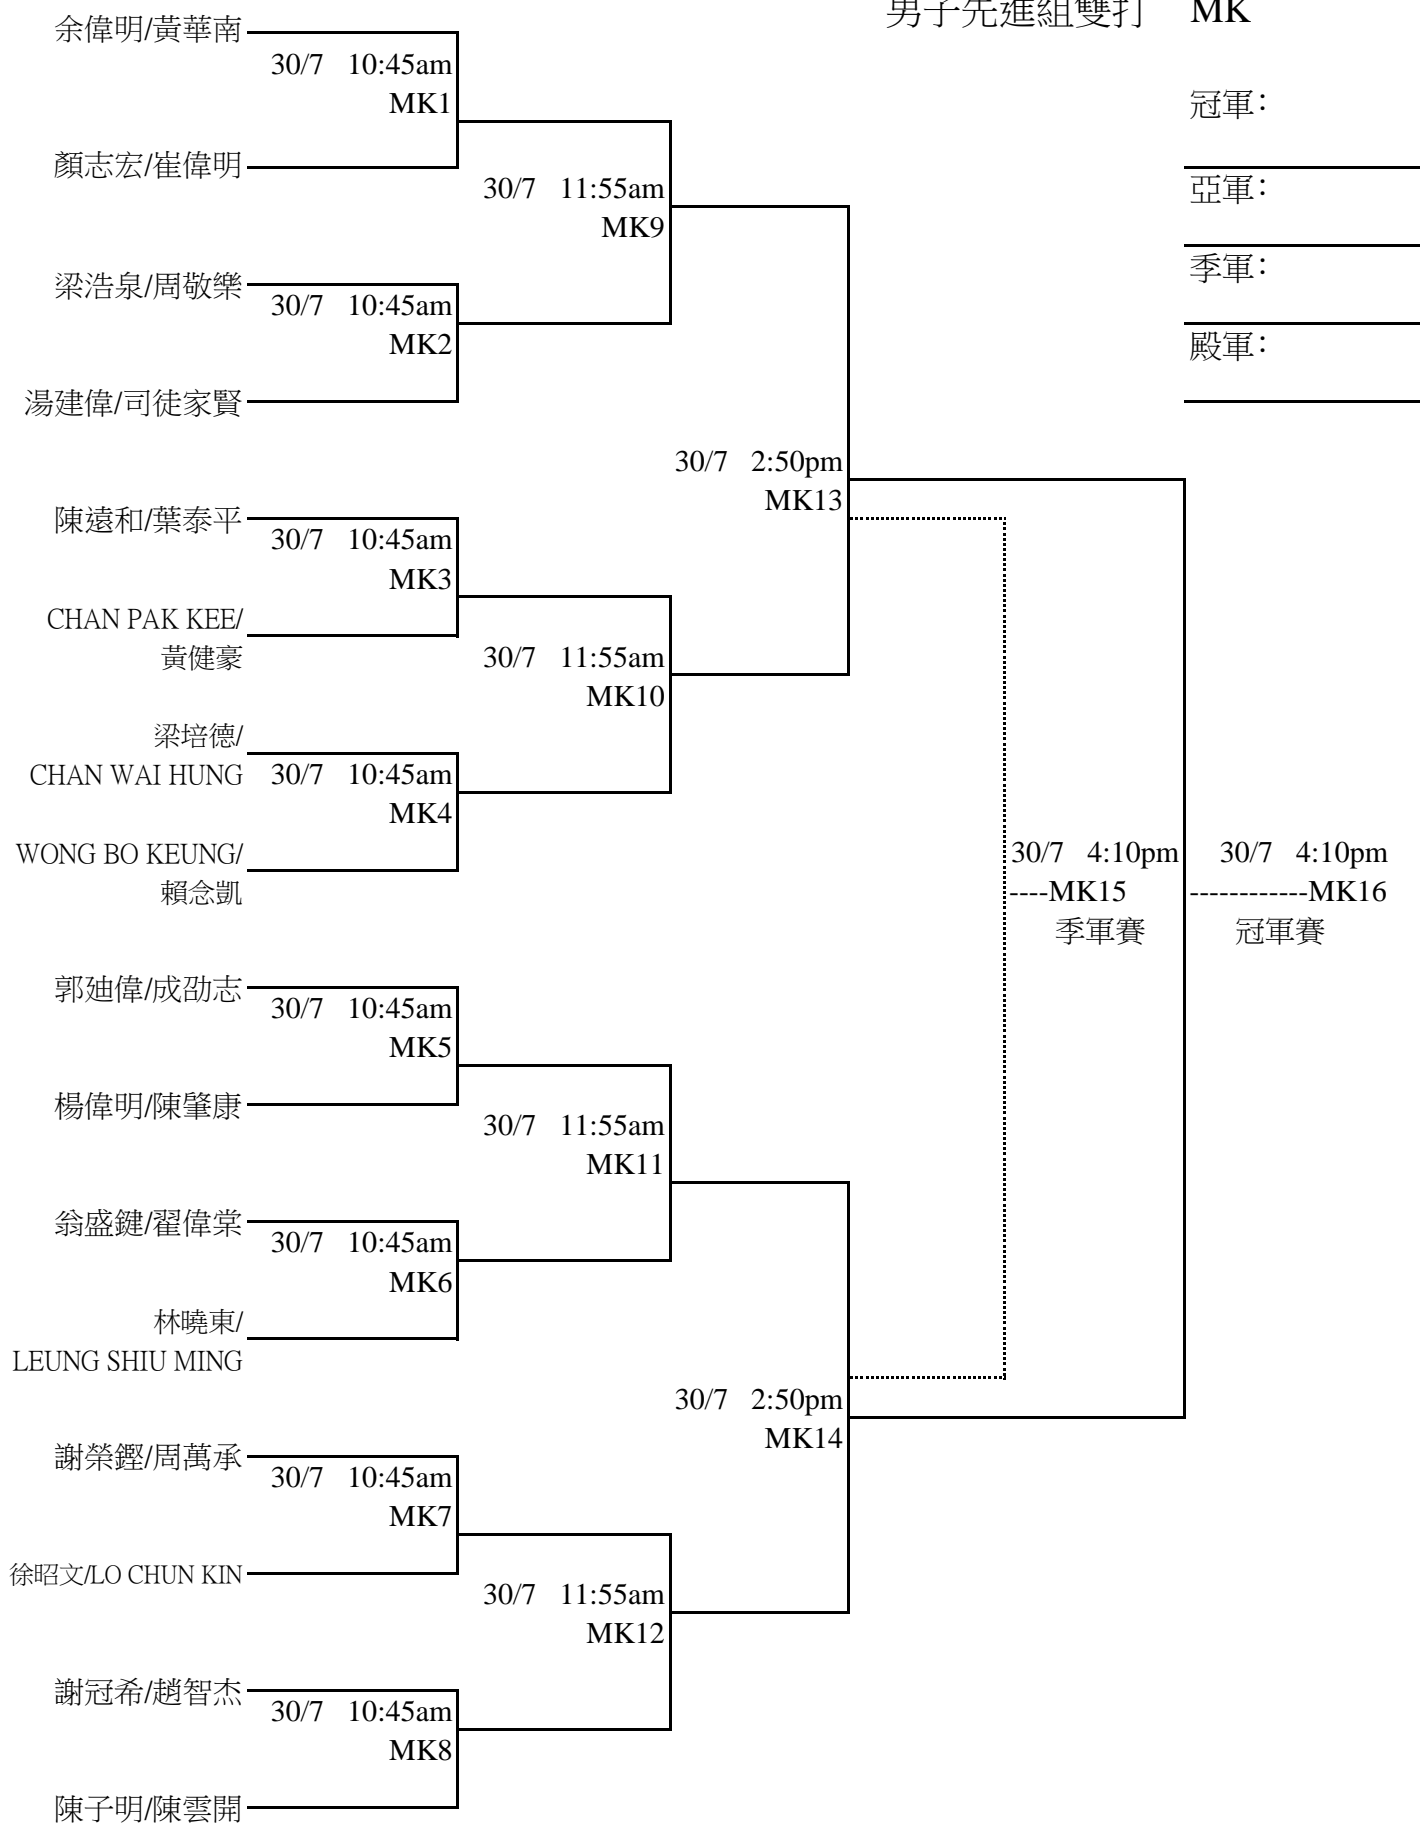 男子先進組雙打 MK
冠軍：
亞軍：
季軍：
殿軍：
余偉明/黃華南
30/7 10:45am
MK1
顏志宏/崔偉明
30/7 11:55am
MK9
梁浩泉/周敬樂
30/7 10:45am
MK2
湯建偉/司徒家賢
30/7 2:50pm
MK13
陳遠和/葉泰平
30/7 10:45am
MK3
CHAN PAK KEE/
黃健豪
30/7 11:55am
MK10
梁培德/
CHAN WAI HUNG
30/7 10:45am
MK4
WONG BO KEUNG/
賴念凱
30/7 4:10pm
----MK15
季軍賽
30/7 4:10pm
------------MK16
冠軍賽
郭廸偉/成劭志
30/7 10:45am
MK5
楊偉明/陳肇康
30/7 11:55am
MK11
翁盛鍵/翟偉棠
30/7 10:45am
MK6
林曉東/
LEUNG SHIU MING
30/7 2:50pm
MK14
謝榮鏗/周萬承
30/7 10:45am
MK7
徐昭文/LO CHUN KIN
30/7 11:55am
MK12
謝冠希/趙智杰
30/7 10:45am
MK8
陳子明/陳雲開